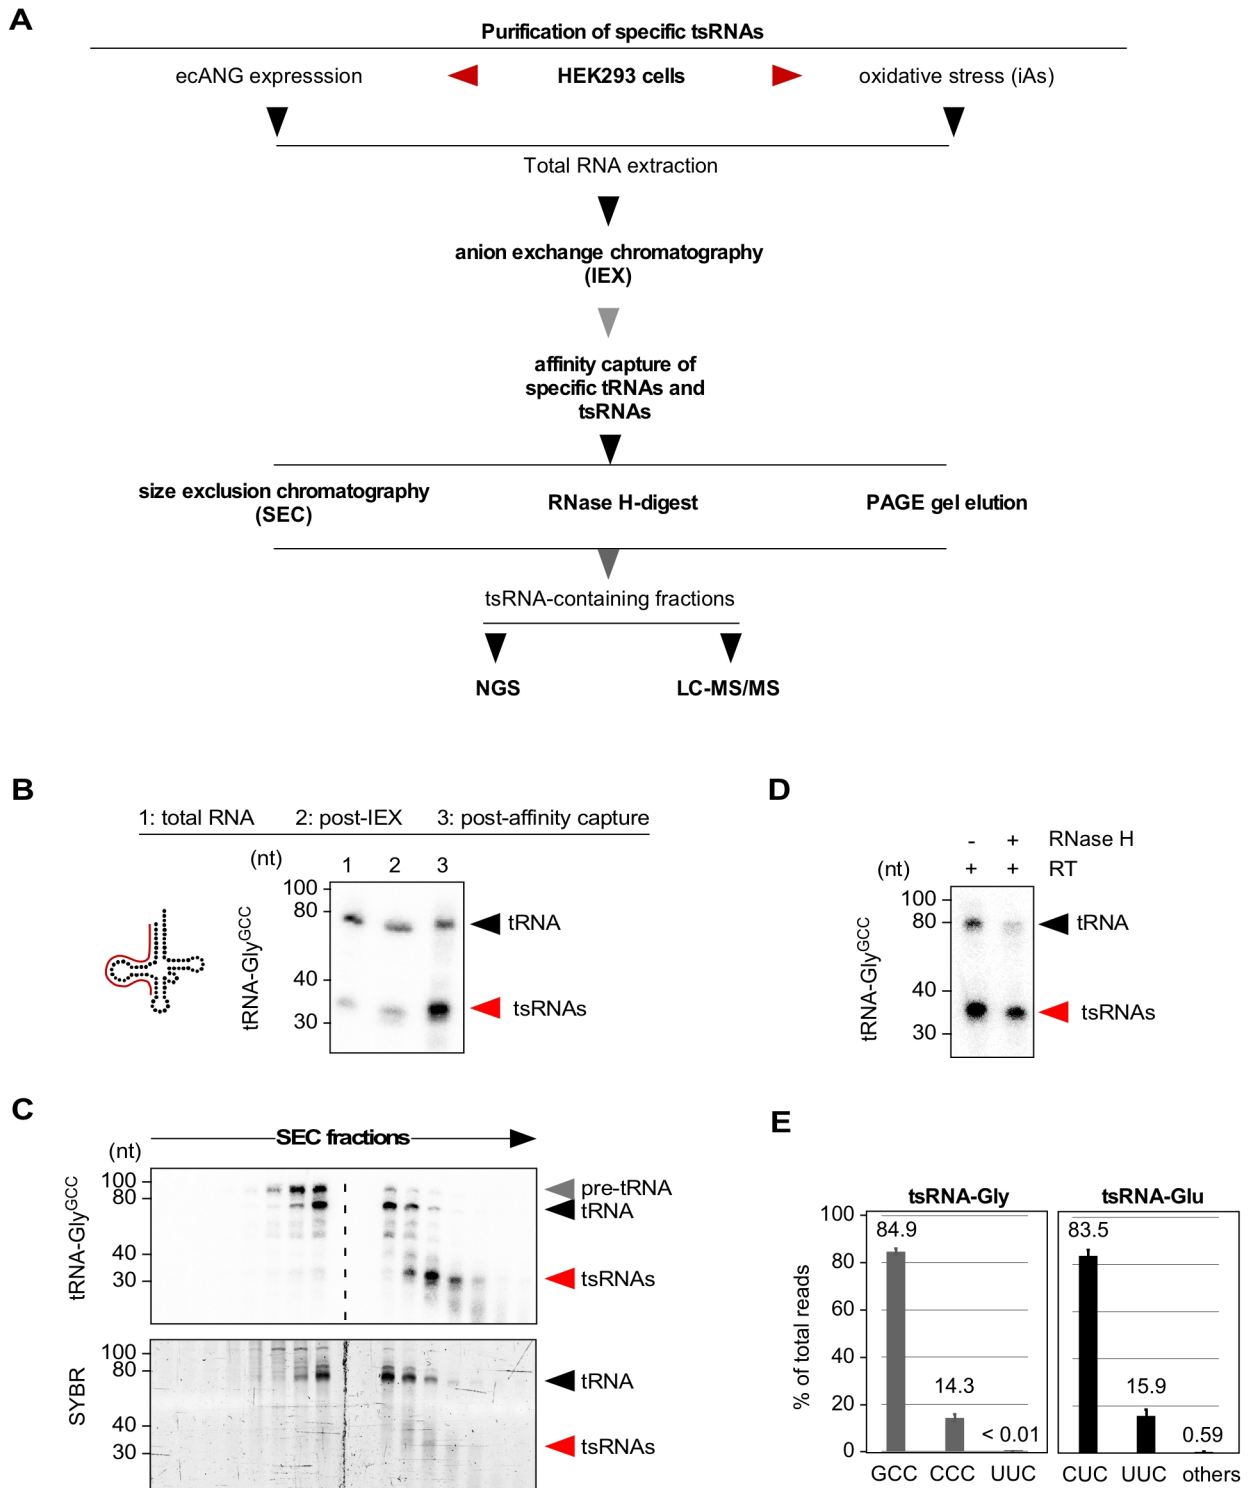 A
Purification of specific tsRNAs
ecANG expresssion
HEK293 cells
oxidative stress (iAs)
Total RNA extraction
anion exchange chromatography
(IEX)
affinity capture of
specific tRNAs and
tsRNAs
size exclusion chromatography
(SEC)
RNase H-digest
PAGE gel elution
tsRNA-containing fractions
NGS
LC-MS/MS
B
1: total RNA
2: post-IEX
3: post-affinity capture
(nt)
1 2 3
100
80
40
30
tRNA-Gly^GCC
tRNA
tsRNAs
D
- + RNase H
(nt) + + RT
100
80
40
30
tRNA-Gly^GCC
tRNA
tsRNAs
C
SEC fractions
(nt)
100
80
40
30
tRNA-Gly^GCC
pre-tRNA
tRNA
tsRNAs
100
80
40
30
SYBR
tRNA
tsRNAs
E
tsRNA-Gly
tsRNA-Glu
% of total reads
100
80
60
40
20
0
84.9
14.3
< 0.01
83.5
15.9
0.59
GCC CCC UUC
CUC UUC others